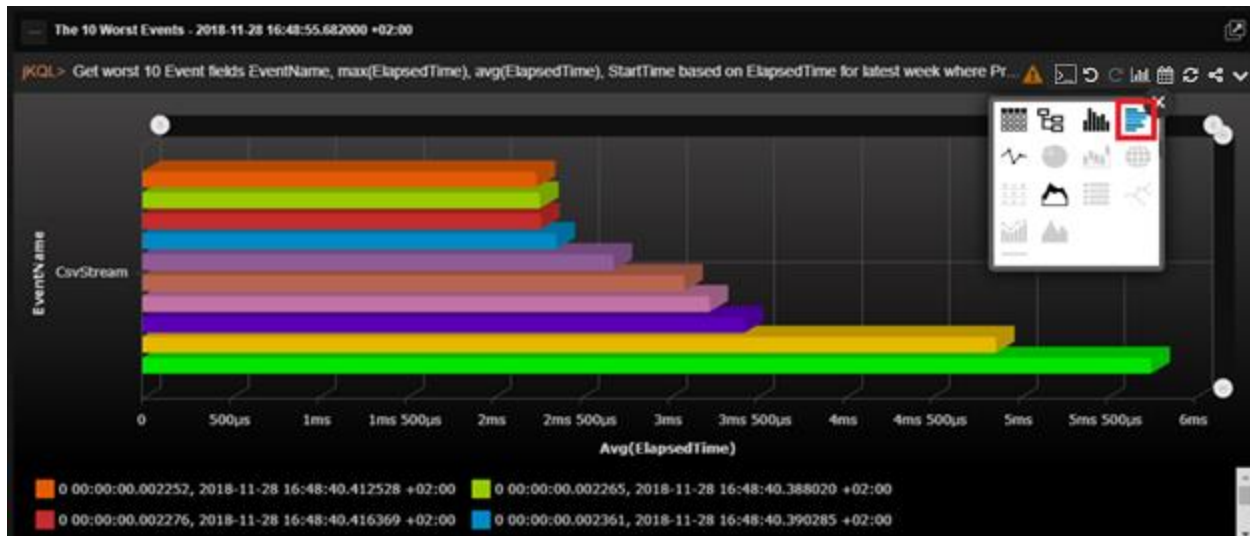 The 10 Worst Events - 2018-11-28 16:48:55.682000 +02:00
jKQL> Get worst 10 Event fields EventName, max(ElapsedTime), avg(ElapsedTime), StartTime based on ElapsedTime for latest week where Pr...
EventName
CsvStream
0 500µs 1ms 1ms 500µs 2ms 2ms 500µs 3ms 3ms 500µs 4ms 4ms 500µs 5ms 5ms 500µs 6ms
Avg(ElapsedTime)
0 00:00:00.002252, 2018-11-28 16:48:40.412528 +02:00 0 00:00:00.002265, 2018-11-28 16:48:40.388020 +02:00
0 00:00:00.002276, 2018-11-28 16:48:40.416369 +02:00 0 00:00:00.002361, 2018-11-28 16:48:40.390285 +02:00